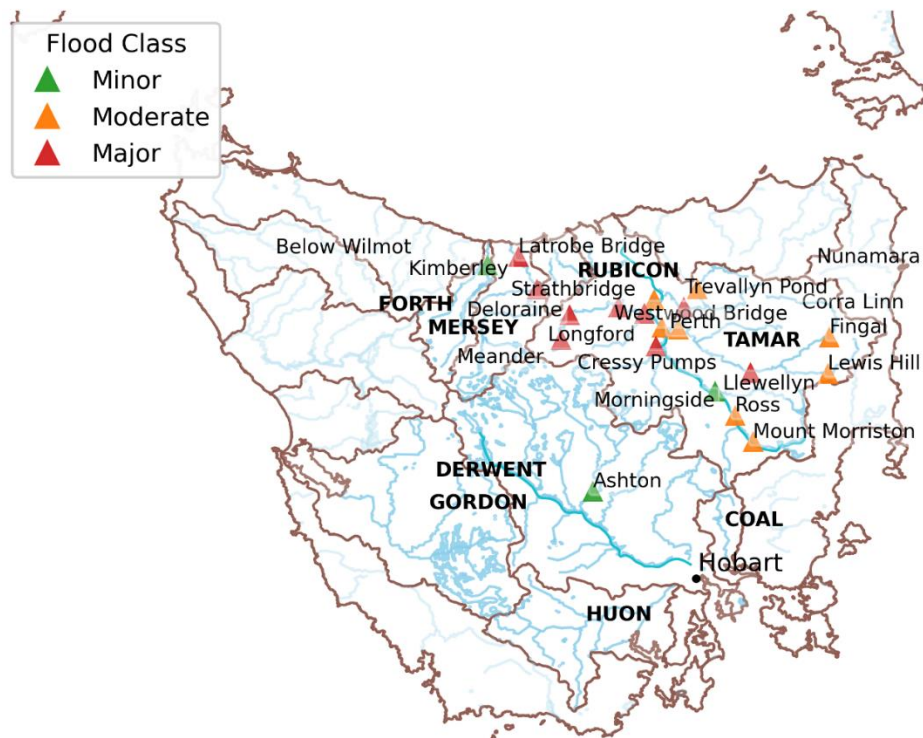 Flood Class
Minor
Moderate
Major
Below Wilmot
Latrobe Bridge
Nunamara
Kimberley
RUBICON
Strathbridge
Trevallyn Pond
FORTH
Deloraine
Westwood Bridge
Corra Linn
MERSEY
Longford
Perth
TAMAR
Fingal
Meander
Cressy Pumps
Lewis Hill
Llewellyn
Morningside
Ross
Mount Morriston
DERWENT
Ashton
GORDON
COAL
Hobart
HUON